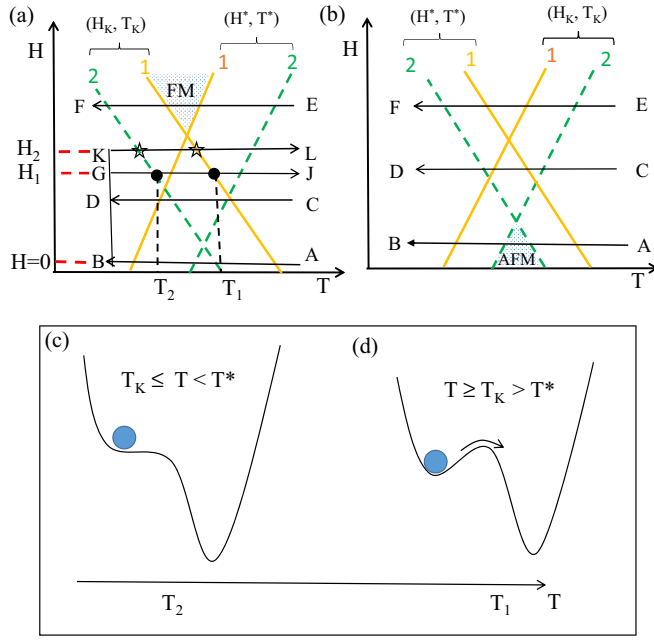 (a)
(H_K, T_K)
(H*, T*)
H
2
1
1
2
FM
F
E
H_2
K
L
H_1
G
J
D
C
H=0
B
A
T_2
T_1
T
(b)
(H*, T*)
(H_K, T_K)
H
2
1
1
2
F
E
D
C
B
A
AFM
T
(c)
T_K ≤ T < T*
(d)
T ≥ T_K > T*
T_2
T_1
T